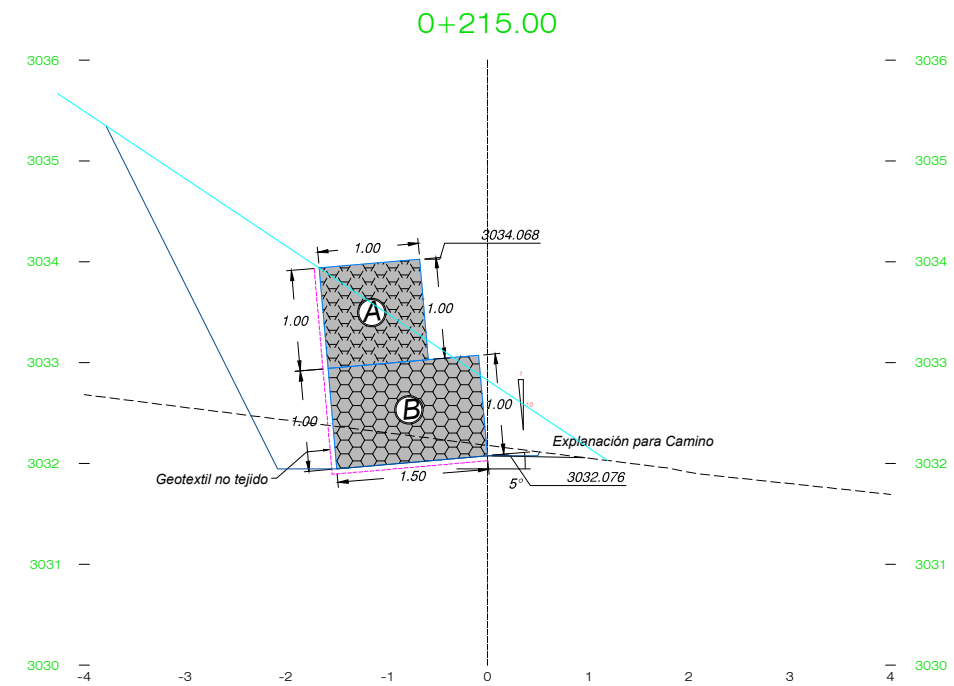 0+215.00
3036 3036
3035 3035
3034.068
1.00
3034 3034
1.00 A 1.00
3033 3033
1
10
1.00 B 1.00
Explanación para Camino
3032 3032
Geotextil no tejido 1.50 5° 3032.076
3031 3031
3030 3030
-4 -3 -2 -1 0 1 2 3 4